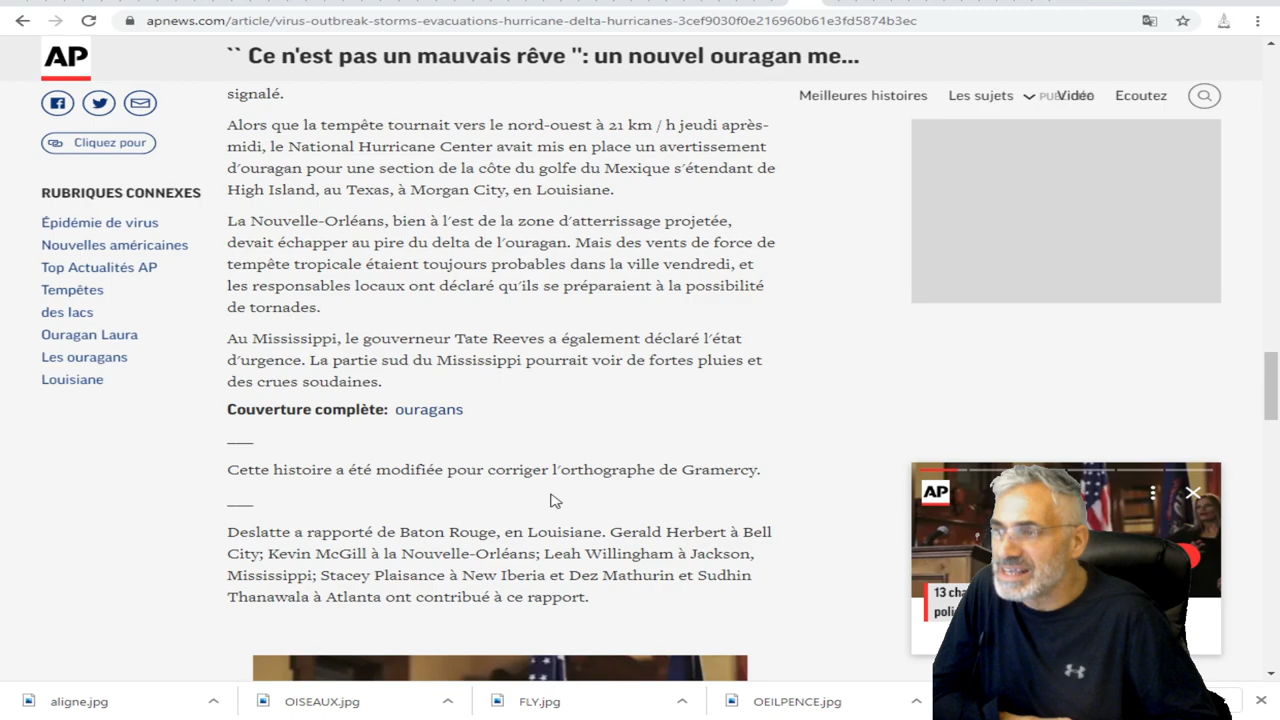 apnews.com/article/virus-outbreak-storms-evacuations-hurricane-delta-hurricanes-3cef9030f0e216960b61e3fd5874b3ec
AP
`` Ce n'est pas un mauvais rêve '': un nouvel ouragan me...
Meilleures histoires
Les sujets
PUBLICITÉ
Vidéo
Ecoutez
Cliquez pour
RUBRIQUES CONNEXES
Épidémie de virus
Nouvelles américaines
Top Actualités AP
Tempêtes
des lacs
Ouragan Laura
Les ouragans
Louisiane
signalé.
Alors que la tempête tournait vers le nord-ouest à 21 km / h jeudi après-
midi, le National Hurricane Center avait mis en place un avertissement
d'ouragan pour une section de la côte du golfe du Mexique s'étendant de
High Island, au Texas, à Morgan City, en Louisiane.
La Nouvelle-Orléans, bien à l'est de la zone d'atterrissage projetée,
devait échapper au pire du delta de l'ouragan. Mais des vents de force de
tempête tropicale étaient toujours probables dans la ville vendredi, et
les responsables locaux ont déclaré qu'ils se préparaient à la possibilité
de tornades.
Au Mississippi, le gouverneur Tate Reeves a également déclaré l'état
d'urgence. La partie sud du Mississippi pourrait voir de fortes pluies et
des crues soudaines.
Couverture complète: ouragans
Cette histoire a été modifiée pour corriger l'orthographe de Gramercy.
Deslatte a rapporté de Baton Rouge, en Louisiane. Gerald Herbert à Bell
City; Kevin McGill à la Nouvelle-Orléans; Leah Willingham à Jackson,
Mississippi; Stacey Plaisance à New Iberia et Dez Mathurin et Sudhin
Thanawala à Atlanta ont contribué à ce rapport.
AP
13
aligne.jpg
OISEAUX.jpg
FLY.jpg
OEILPENCE.jpg